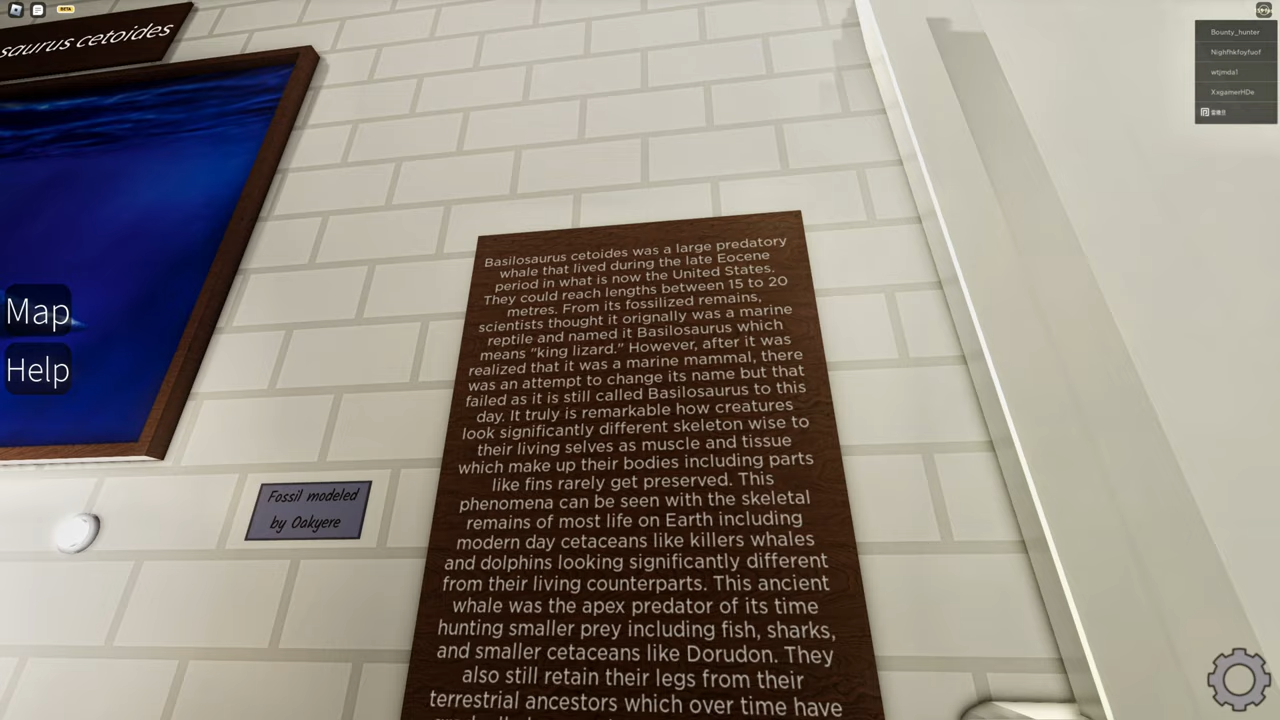 BETA
saurus cetoides
Bounty_hunter
Nighfhkfoyfuof
wtjmda1
XxgamerHDe
Map
Help
Basilosaurus cetoides was a large predatory
whale that lived during the late Eocene
period in what is now the United States.
They could reach lengths between 15 to 20
metres. From its fossilized remains,
scientists thought it orignally was a marine
reptile and named it Basilosaurus which
means "king lizard." However, after it was
realized that it was a marine mammal, there
was an attempt to change its name but that
failed as it is still called Basilosaurus to this
day. It truly is remarkable how creatures
look significantly different skeleton wise to
their living selves as muscle and tissue
which make up their bodies including parts
like fins rarely get preserved. This
phenomena can be seen with the skeletal
remains of most life on Earth including
modern day cetaceans like killers whales
and dolphins looking significantly different
from their living counterparts. This ancient
whale was the apex predator of its time
hunting smaller prey including fish, sharks,
and smaller cetaceans like Dorudon. They
also still retain their legs from their
terrestrial ancestors which over time have
Fossil modeled
by Oakyere